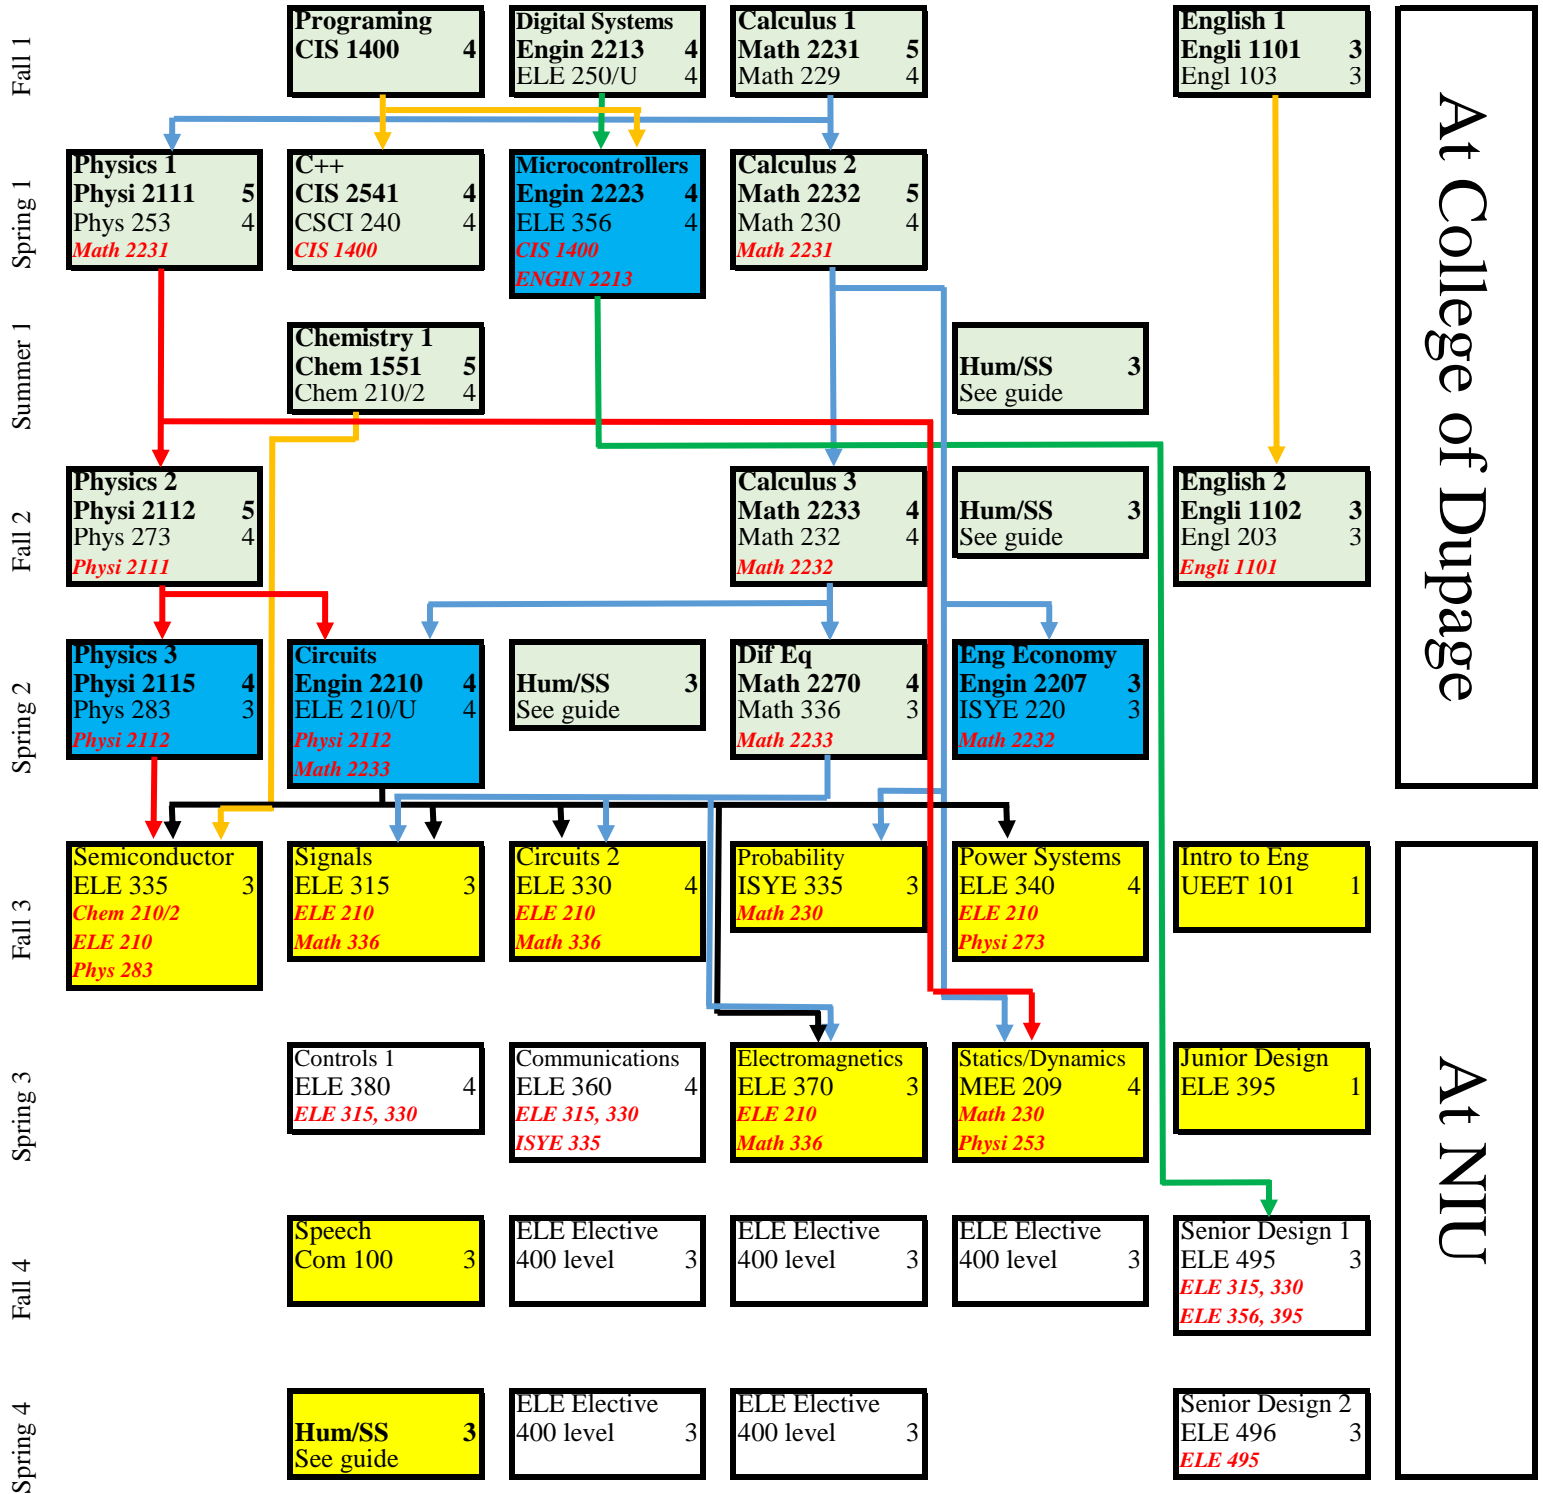 Fall 1
Programing
CIS 1400 4
Digital Systems
Engin 2213 4
ELE 250/U 4
Calculus 1
Math 2231 5
Math 229 4
English 1
Engli 1101 3
Engl 103 3
At College of Dupage
Spring 1
Physics 1
Physi 2111 5
Phys 253 4
Math 2231
C++
CIS 2541 4
CSCI 240 4
CIS 1400
Microcontrollers
Engin 2223 4
ELE 356 4
CIS 1400
ENGIN 2213
Calculus 2
Math 2232 5
Math 230 4
Math 2231
Summer 1
Chemistry 1
Chem 1551 5
Chem 210/2 4
Hum/SS 3
See guide
Fall 2
Physics 2
Physi 2112 5
Phys 273 4
Physi 2111
Calculus 3
Math 2233 4
Math 232 4
Math 2232
Hum/SS 3
See guide
English 2
Engli 1102 3
Engl 203 3
Engli 1101
Spring 2
Physics 3
Physi 2115 4
Phys 283 3
Physi 2112
Circuits
Engin 2210 4
ELE 210/U 4
Physi 2112
Math 2233
Hum/SS 3
See guide
Dif Eq
Math 2270 4
Math 336 3
Math 2233
Eng Economy
Engin 2207 3
ISYE 220 3
Math 2232
Fall 3
Semiconductor
ELE 335 3
Chem 210/2
ELE 210
Phys 283
Signals
ELE 315 3
ELE 210
Math 336
Circuits 2
ELE 330 4
ELE 210
Math 336
Probability
ISYE 335 3
Math 230
Power Systems
ELE 340 4
ELE 210
Physi 273
Intro to Eng
UEET 101 1
At NIU
Spring 3
Controls 1
ELE 380 4
ELE 315, 330
Communications
ELE 360 4
ELE 315, 330
ISYE 335
Electromagnetics
ELE 370 3
ELE 210
Math 336
Statics/Dynamics
MEE 209 4
Math 230
Physi 253
Junior Design
ELE 395 1
Fall 4
Speech
Com 100 3
ELE Elective
400 level 3
ELE Elective
400 level 3
ELE Elective
400 level 3
Senior Design 1
ELE 495 3
ELE 315, 330
ELE 356, 395
Spring 4
Hum/SS 3
See guide
ELE Elective
400 level 3
ELE Elective
400 level 3
Senior Design 2
ELE 496 3
ELE 495